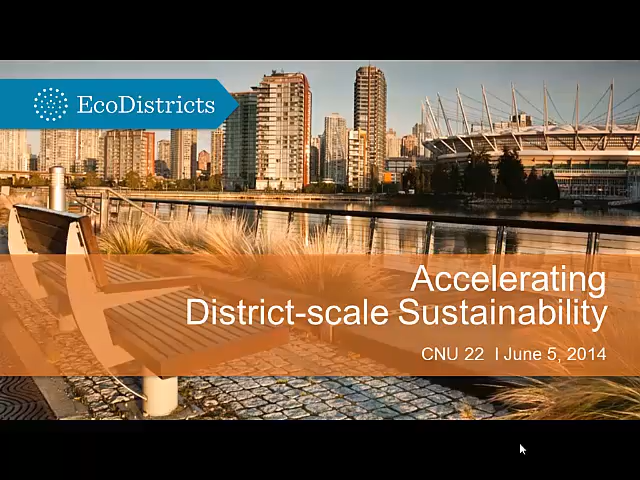 EcoDistricts
Accelerating
District-scale Sustainability
CNU 22 | June 5, 2014